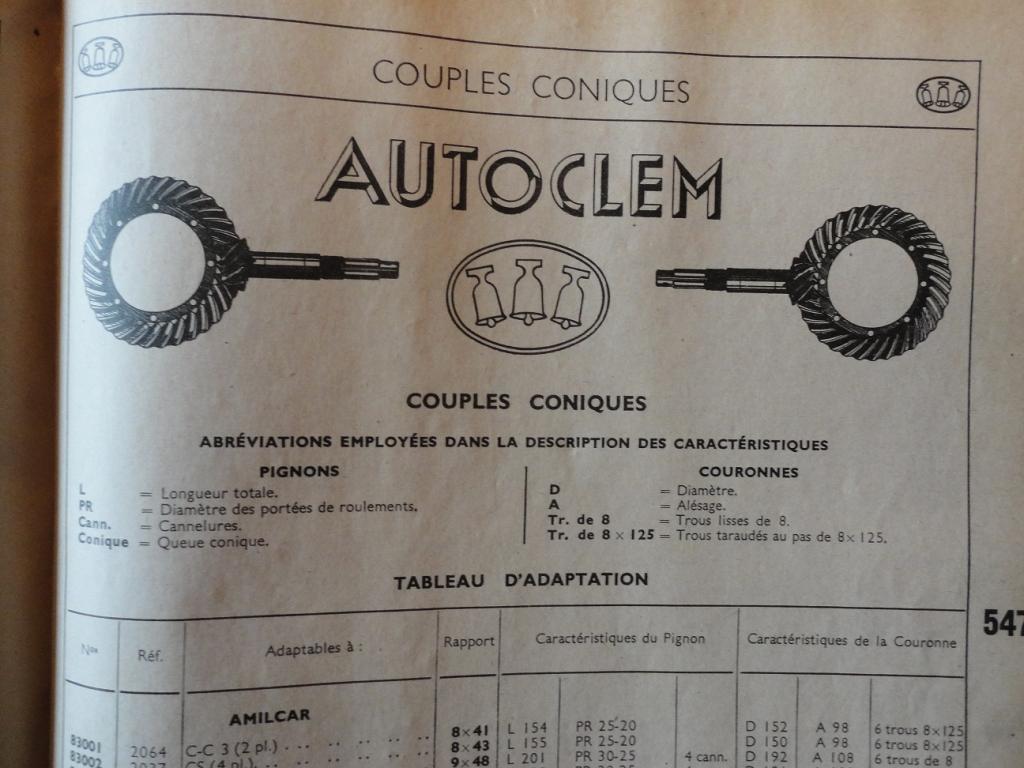 COUPLES CONIQUES
AUTOCLEM
COUPLES CONIQUES
ABRÉVIATIONS EMPLOYÉES DANS LA DESCRIPTION DES CARACTÉRISTIQUES
PIGNONS
L = Longueur totale.
PR = Diamètre des portées de roulements.
Cann. = Cannelures.
Conique = Queue conique.
COURONNES
D = Diamètre.
A = Alésage.
Tr. de 8 = Trous lisses de 8.
Tr. de 8 × 125 = Trous taraudés au pas de 8×125.
TABLEAU D'ADAPTATION
547
Nos Réf. Adaptables à : Rapport Caractéristiques du Pignon Caractéristiques de la Couronne
AMILCAR
83001 2064 C-C 3 (2 pl.) 8×41 L 154 PR 25-20 D 152 A 98 6 trous 8×125
83002 CS (4 pl.) 8×43 L 155 PR 25-20 D 150 A 98 6 trous 8×125
9×48 L 201 PR 30-25 4 cann. D 192 A 108 6 trous de 8